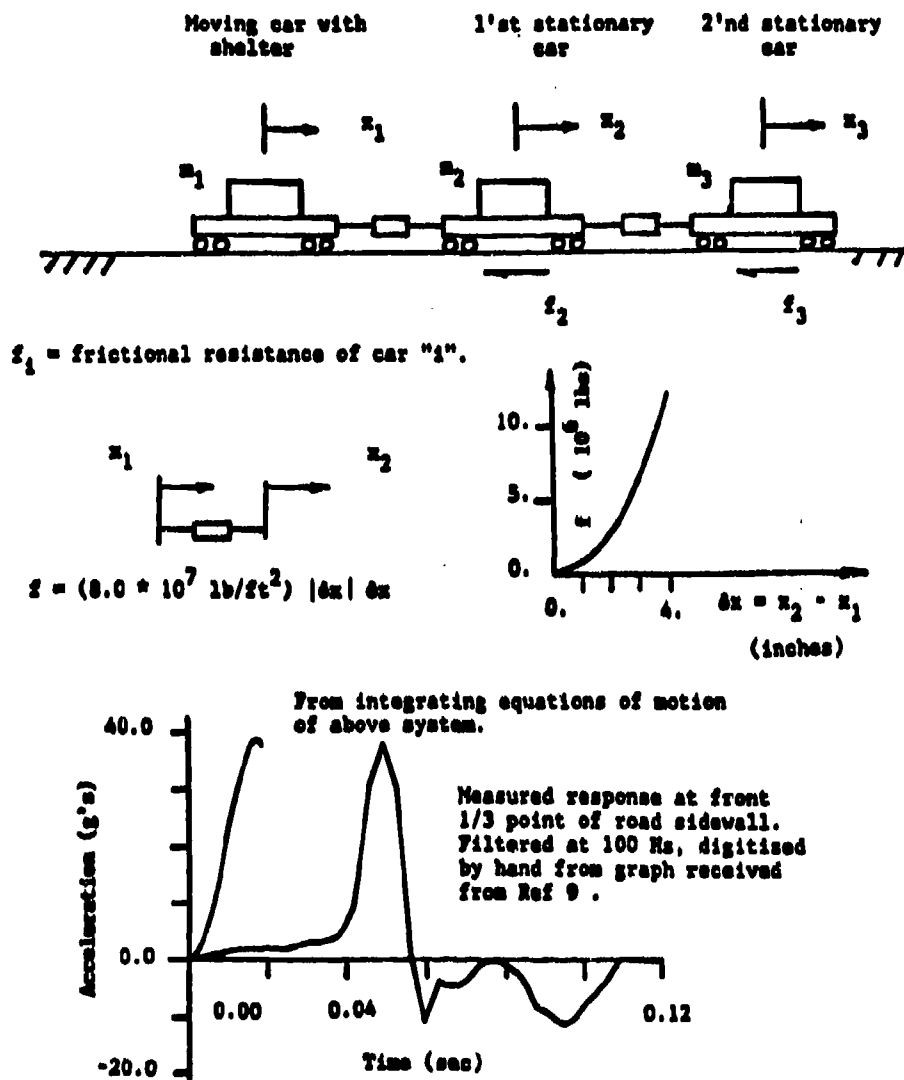 Moving car with
shelter
1'st stationary
car
2'nd stationary
car
x1
x2
x3
m1
m2
m3
f2
f3
fi = frictional resistance of car "i".
x1
x2
f = (8.0 * 10^7 lb/ft^2) |δx| δx
f (10^6 lbs)
10.
5.
0.
0.
4.
δx = x2 - x1
(inches)
From integrating equations of motion
of above system.
Measured response at front
1/3 point of road sidewall.
Filtered at 100 Hz, digitized
by hand from graph received
from Ref 9 .
Acceleration (g's)
40.0
0.0
-20.0
0.00
0.04
0.12
Time (sec)